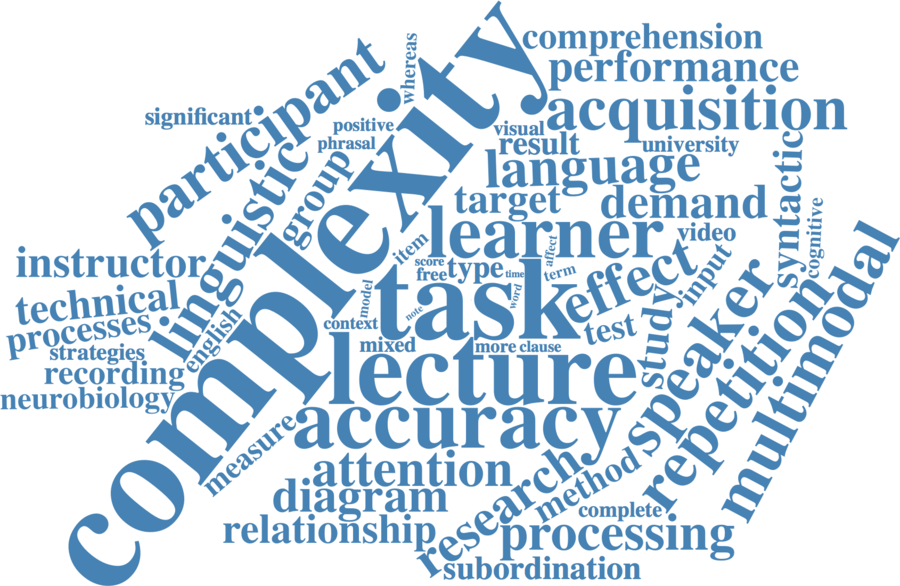 comprehension
performance
whereas
participant
complexity
acquisition
significant
positive
visual
phrasal
result
university
language
linguistic
group
syntactic
target
demand
cognitive
learner
video
multimodal
instructor
item
affect
score
free
type
time
term
effect
input
technical
model
task
word
note
processes
english
context
test
study
speaker
repetition
strategies
mixed
more
clause
recording
lecture
neurobiology
accuracy
measure
attention
research
method
diagram
complete
relationship
processing
subordination